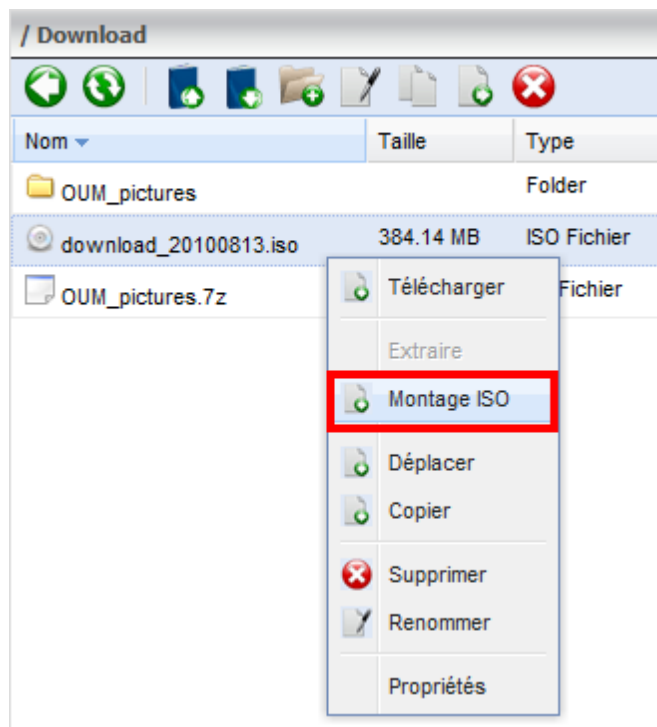 / Download
Nom Taille Type
OUM_pictures Folder
download_20100813.iso 384.14 MB ISO Fichier
OUM_pictures.7z Fichier
Télécharger
Extraire
Montage ISO
Déplacer
Copier
Supprimer
Renommer
Propriétés